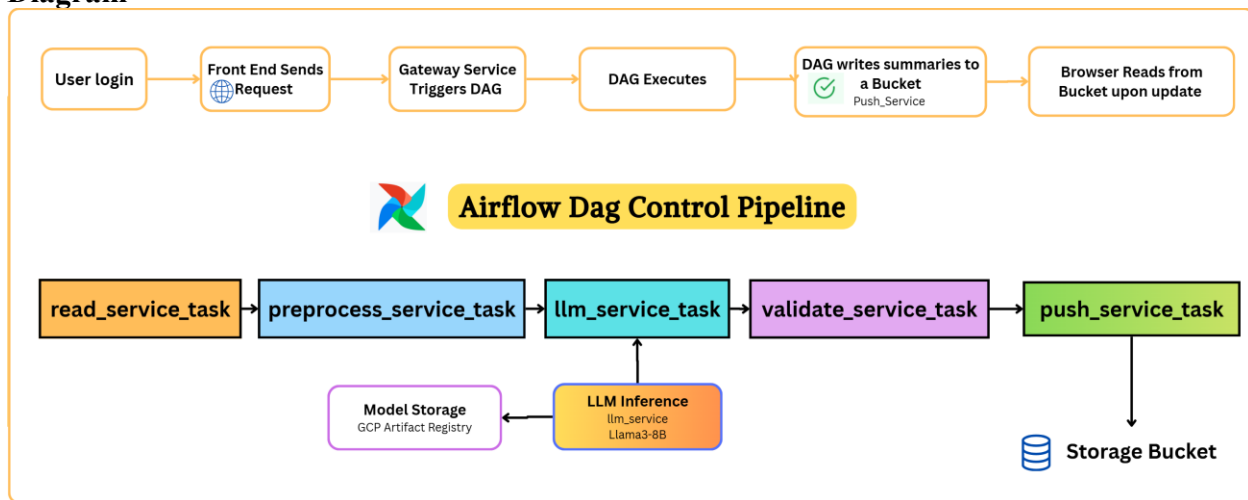 Diagram
User login
Front End Sends
Request
Gateway Service
Triggers DAG
DAG Executes
DAG writes summaries to
a Bucket
Push_Service
Browser Reads from
Bucket upon update
Airflow Dag Control Pipeline
read_service_task
preprocess_service_task
llm_service_task
validate_service_task
push_service_task
Model Storage
GCP Artifact Registry
LLM Inference
llm_service
Llama3-8B
Storage Bucket